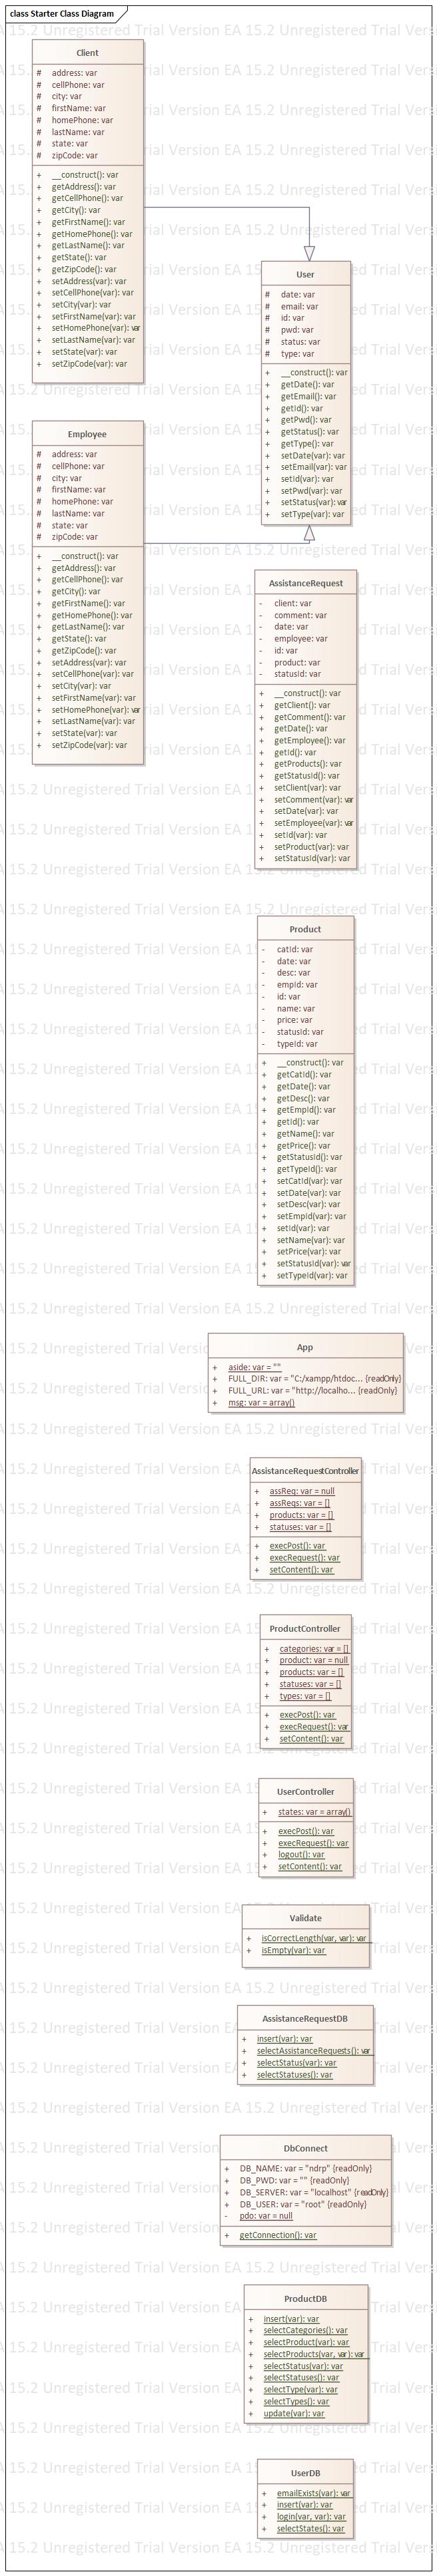 class Starter Class Diagram
EA 15.2 Unregistered Trial Version EA 15.2 Unregistered Trial Version
Client
# address: var
# cellPhone: var
# city: var
# firstName: var
# homePhone: var
# lastName: var
# state: var
# zipCode: var
+ __construct(): var
+ getAddress(): var
+ getCellPhone(): var
+ getCity(): var
+ getFirstName(): var
+ getHomePhone(): var
+ getLastName(): var
+ getState(): var
+ getZipCode(): var
+ setAddress(var): var
+ setCellPhone(var): var
+ setCity(var): var
+ setFirstName(var): var
+ setHomePhone(var): var
+ setLastName(var): var
+ setState(var): var
+ setZipCode(var): var
User
# date: var
# email: var
# id: var
# pwd: var
# status: var
# type: var
+ __construct(): var
+ getDate(): var
+ getEmail(): var
+ getId(): var
+ getPwd(): var
+ getStatus(): var
+ getType(): var
+ setDate(var): var
+ setEmail(var): var
+ setId(var): var
+ setPwd(var): var
+ setStatus(var): var
+ setType(var): var
Employee
# address: var
# cellPhone: var
# city: var
# firstName: var
# homePhone: var
# lastName: var
# state: var
# zipCode: var
+ __construct(): var
+ getAddress(): var
+ getCellPhone(): var
+ getCity(): var
+ getFirstName(): var
+ getHomePhone(): var
+ getLastName(): var
+ getState(): var
+ getZipCode(): var
+ setAddress(var): var
+ setCellPhone(var): var
+ setCity(var): var
+ setFirstName(var): var
+ setHomePhone(var): var
+ setLastName(var): var
+ setState(var): var
+ setZipCode(var): var
AssistanceRequest
- client: var
- comment: var
- date: var
- employee: var
- id: var
- product: var
- statusId: var
+ __construct(): var
+ getClient(): var
+ getComment(): var
+ getDate(): var
+ getEmployee(): var
+ getId(): var
+ getProducts(): var
+ getStatusId(): var
+ setClient(var): var
+ setComment(var): var
+ setDate(var): var
+ setEmployee(var): var
+ setId(var): var
+ setProduct(var): var
+ setStatusId(var): var
Product
- catId: var
- date: var
- desc: var
- empId: var
- id: var
- name: var
- price: var
- statusId: var
- typeId: var
+ __construct(): var
+ getCatId(): var
+ getDate(): var
+ getDesc(): var
+ getEmpId(): var
+ getId(): var
+ getName(): var
+ getPrice(): var
+ getStatusId(): var
+ getTypeId(): var
+ setCatId(var): var
+ setDate(var): var
+ setDesc(var): var
+ setEmpId(var): var
+ setId(var): var
+ setName(var): var
+ setPrice(var): var
+ setStatusId(var): var
+ setTypeId(var): var
App
+ aside: var = ""
+ FULL_DIR: var = "C:/xampp/htdoc... {readOnly}
+ FULL_URL: var = "http://localho... {readOnly}
+ msg: var = array()
AssistanceRequestController
+ assReq: var = null
+ assReqs: var = []
+ products: var = []
+ statuses: var = []
+ execPost(): var
+ execRequest(): var
+ setContent(): var
ProductController
+ categories: var = []
+ product: var = null
+ products: var = []
+ statuses: var = []
+ types: var = []
+ execPost(): var
+ execRequest(): var
+ setContent(): var
UserController
+ states: var = array()
+ execPost(): var
+ execRequest(): var
+ logout(): var
+ setContent(): var
Validate
+ isCorrectLength(var, var): var
+ isEmpty(var): var
AssistanceRequestDB
+ insert(var): var
+ selectAssistanceRequests(): var
+ selectStatus(var): var
+ selectStatuses(): var
DbConnect
+ DB_NAME: var = "ndrp" {readOnly}
+ DB_PWD: var = "" {readOnly}
+ DB_SERVER: var = "localhost" {readOnly}
+ DB_USER: var = "root" {readOnly}
- pdo: var = null
+ getConnection(): var
ProductDB
+ insert(var): var
+ selectCategories(): var
+ selectProduct(var): var
+ selectProducts(var, var): var
+ selectStatus(var): var
+ selectStatuses(): var
+ selectType(var): var
+ selectTypes(): var
+ update(var): var
UserDB
+ emailExists(var): var
+ insert(var): var
+ login(var, var): var
+ selectStates(): var